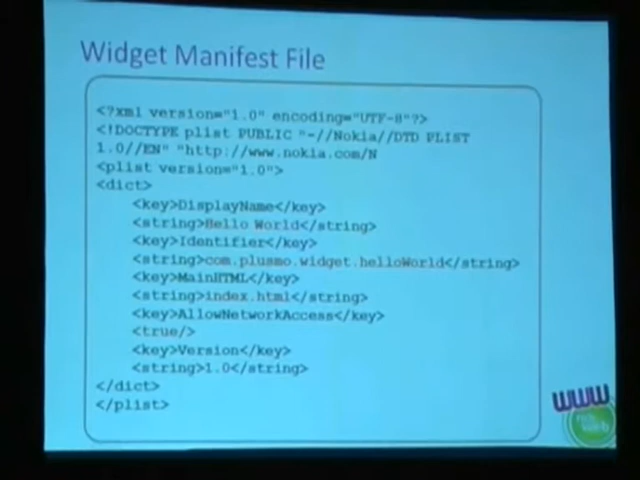 Widget Manifest File
<?xml version="1.0" encoding="UTF-8"?>
<!DOCTYPE plist PUBLIC "-//Nokia//DTD PLIST
1.0//EN" "http://www.nokia.com/N
<plist version="1.0">
<dict>
<key>DisplayName</key>
<string>Hello World</string>
<key>Identifier</key>
<string>com.plusmo.widget.helloWorld</string>
<key>MainHTML</key>
<string>index.html</string>
<key>AllowNetworkAccess</key>
<true/>
<key>Version</key>
<string>1.0</string>
</dict>
</plist>
www